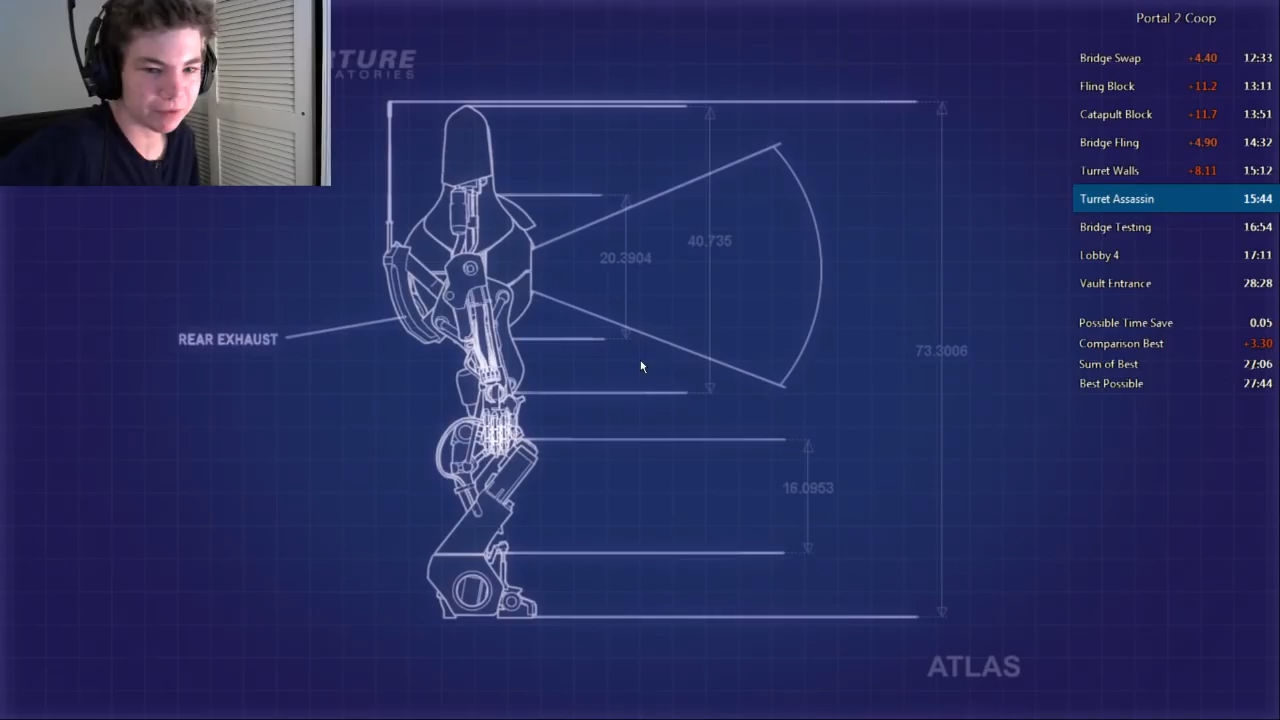 RTURE
ATORIES
REAR EXHAUST
20.3904
40.735
73.3006
16.0953
ATLAS
Portal 2 Coop
Bridge Swap +4.40 12:33
Fling Block +11.2 13:11
Catapult Block +11.7 13:51
Bridge Fling +4.90 14:32
Turret Walls +8.11 15:12
Turret Assassin 15:44
Bridge Testing 16:54
Lobby 4 17:11
Vault Entrance 28:28
Possible Time Save 0.05
Comparison Best +3.30
Sum of Best 27:06
Best Possible 27:44